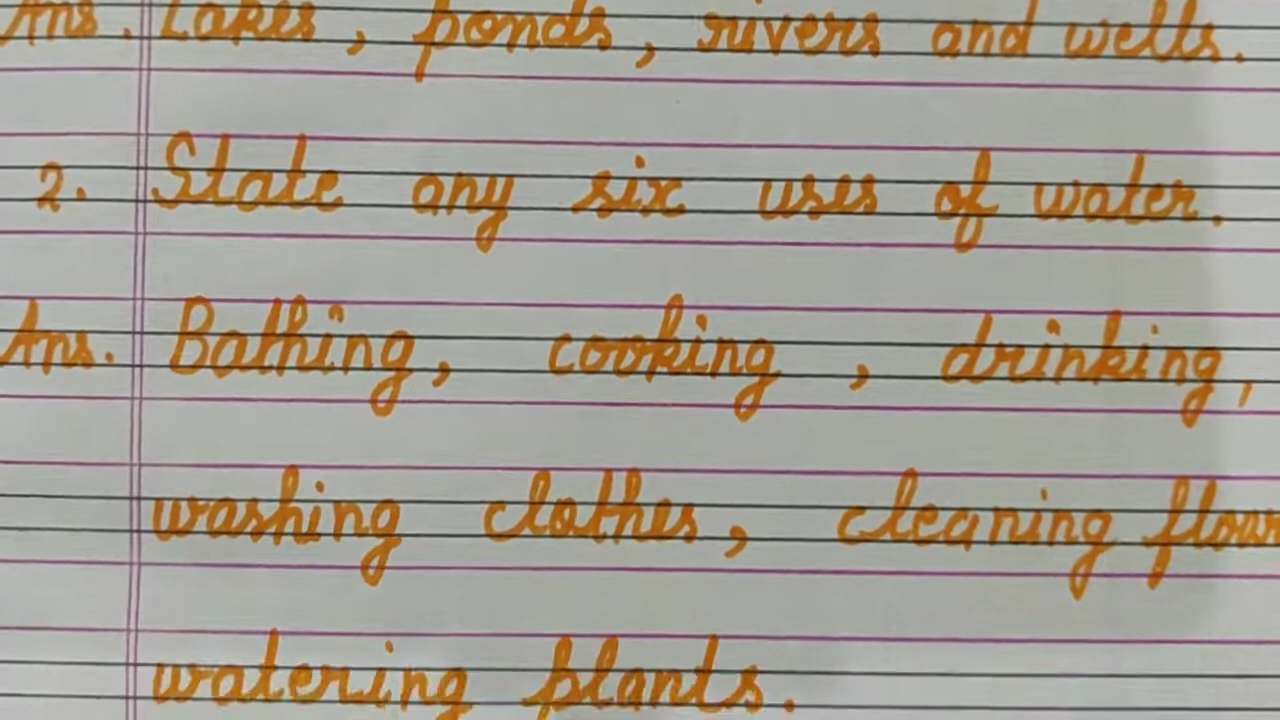 Ans. Lakes, ponds, rivers and wells.
2. State any six uses of water.
Ans. Bathing, cooking, drinking,
washing clothes, cleaning
watering plants.